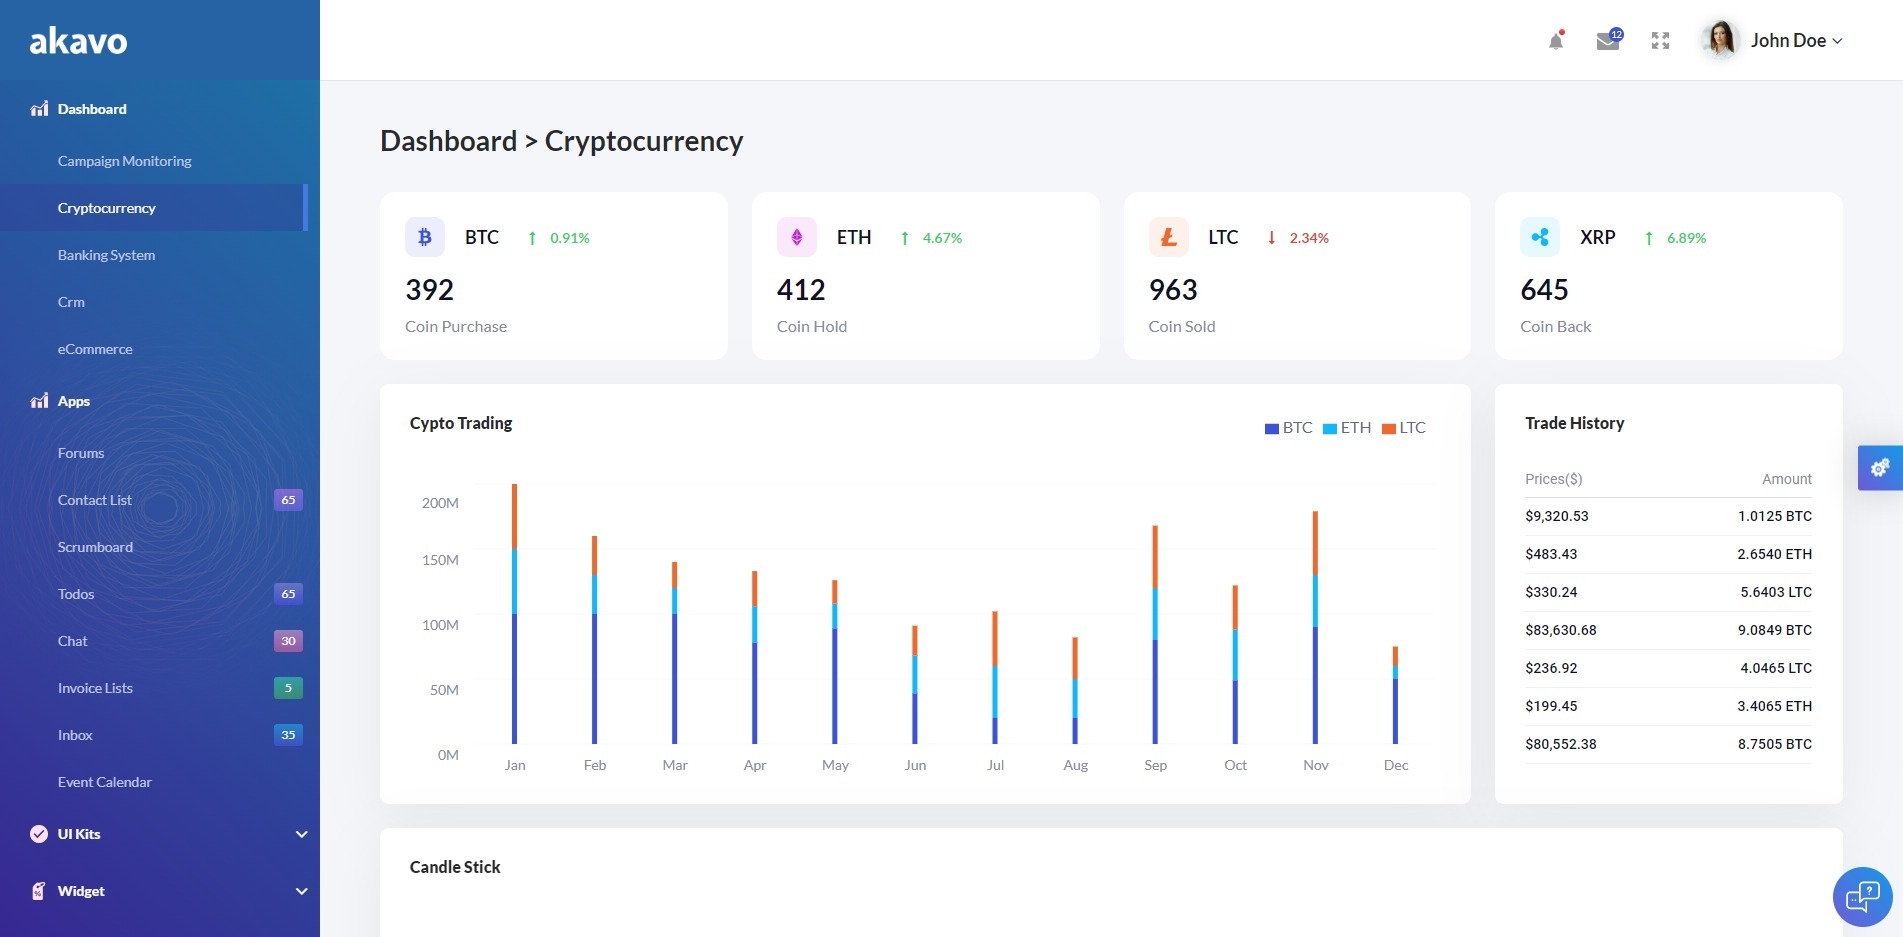 akavo
12
John Doe
Dashboard
Campaign Monitoring
Cryptocurrency
Banking System
Crm
eCommerce
Apps
Forums
Contact List 65
Scrumboard
Todos 65
Chat 30
Invoice Lists 5
Inbox 35
Event Calendar
UI Kits
Widget
Dashboard > Cryptocurrency
BTC 0.91%
392
Coin Purchase
ETH 4.67%
412
Coin Hold
LTC 2.34%
963
Coin Sold
XRP 6.89%
645
Coin Back
Cypto Trading
BTC ETH LTC
200M
150M
100M
50M
0M
Jan Feb Mar Apr May Jun Jul Aug Sep Oct Nov Dec
Trade History
Prices($) Amount
$9,320.53 1.0125 BTC
$483.43 2.6540 ETH
$330.24 5.6403 LTC
$83,630.68 9.0849 BTC
$236.92 4.0465 LTC
$199.45 3.4065 ETH
$80,552.38 8.7505 BTC
Candle Stick